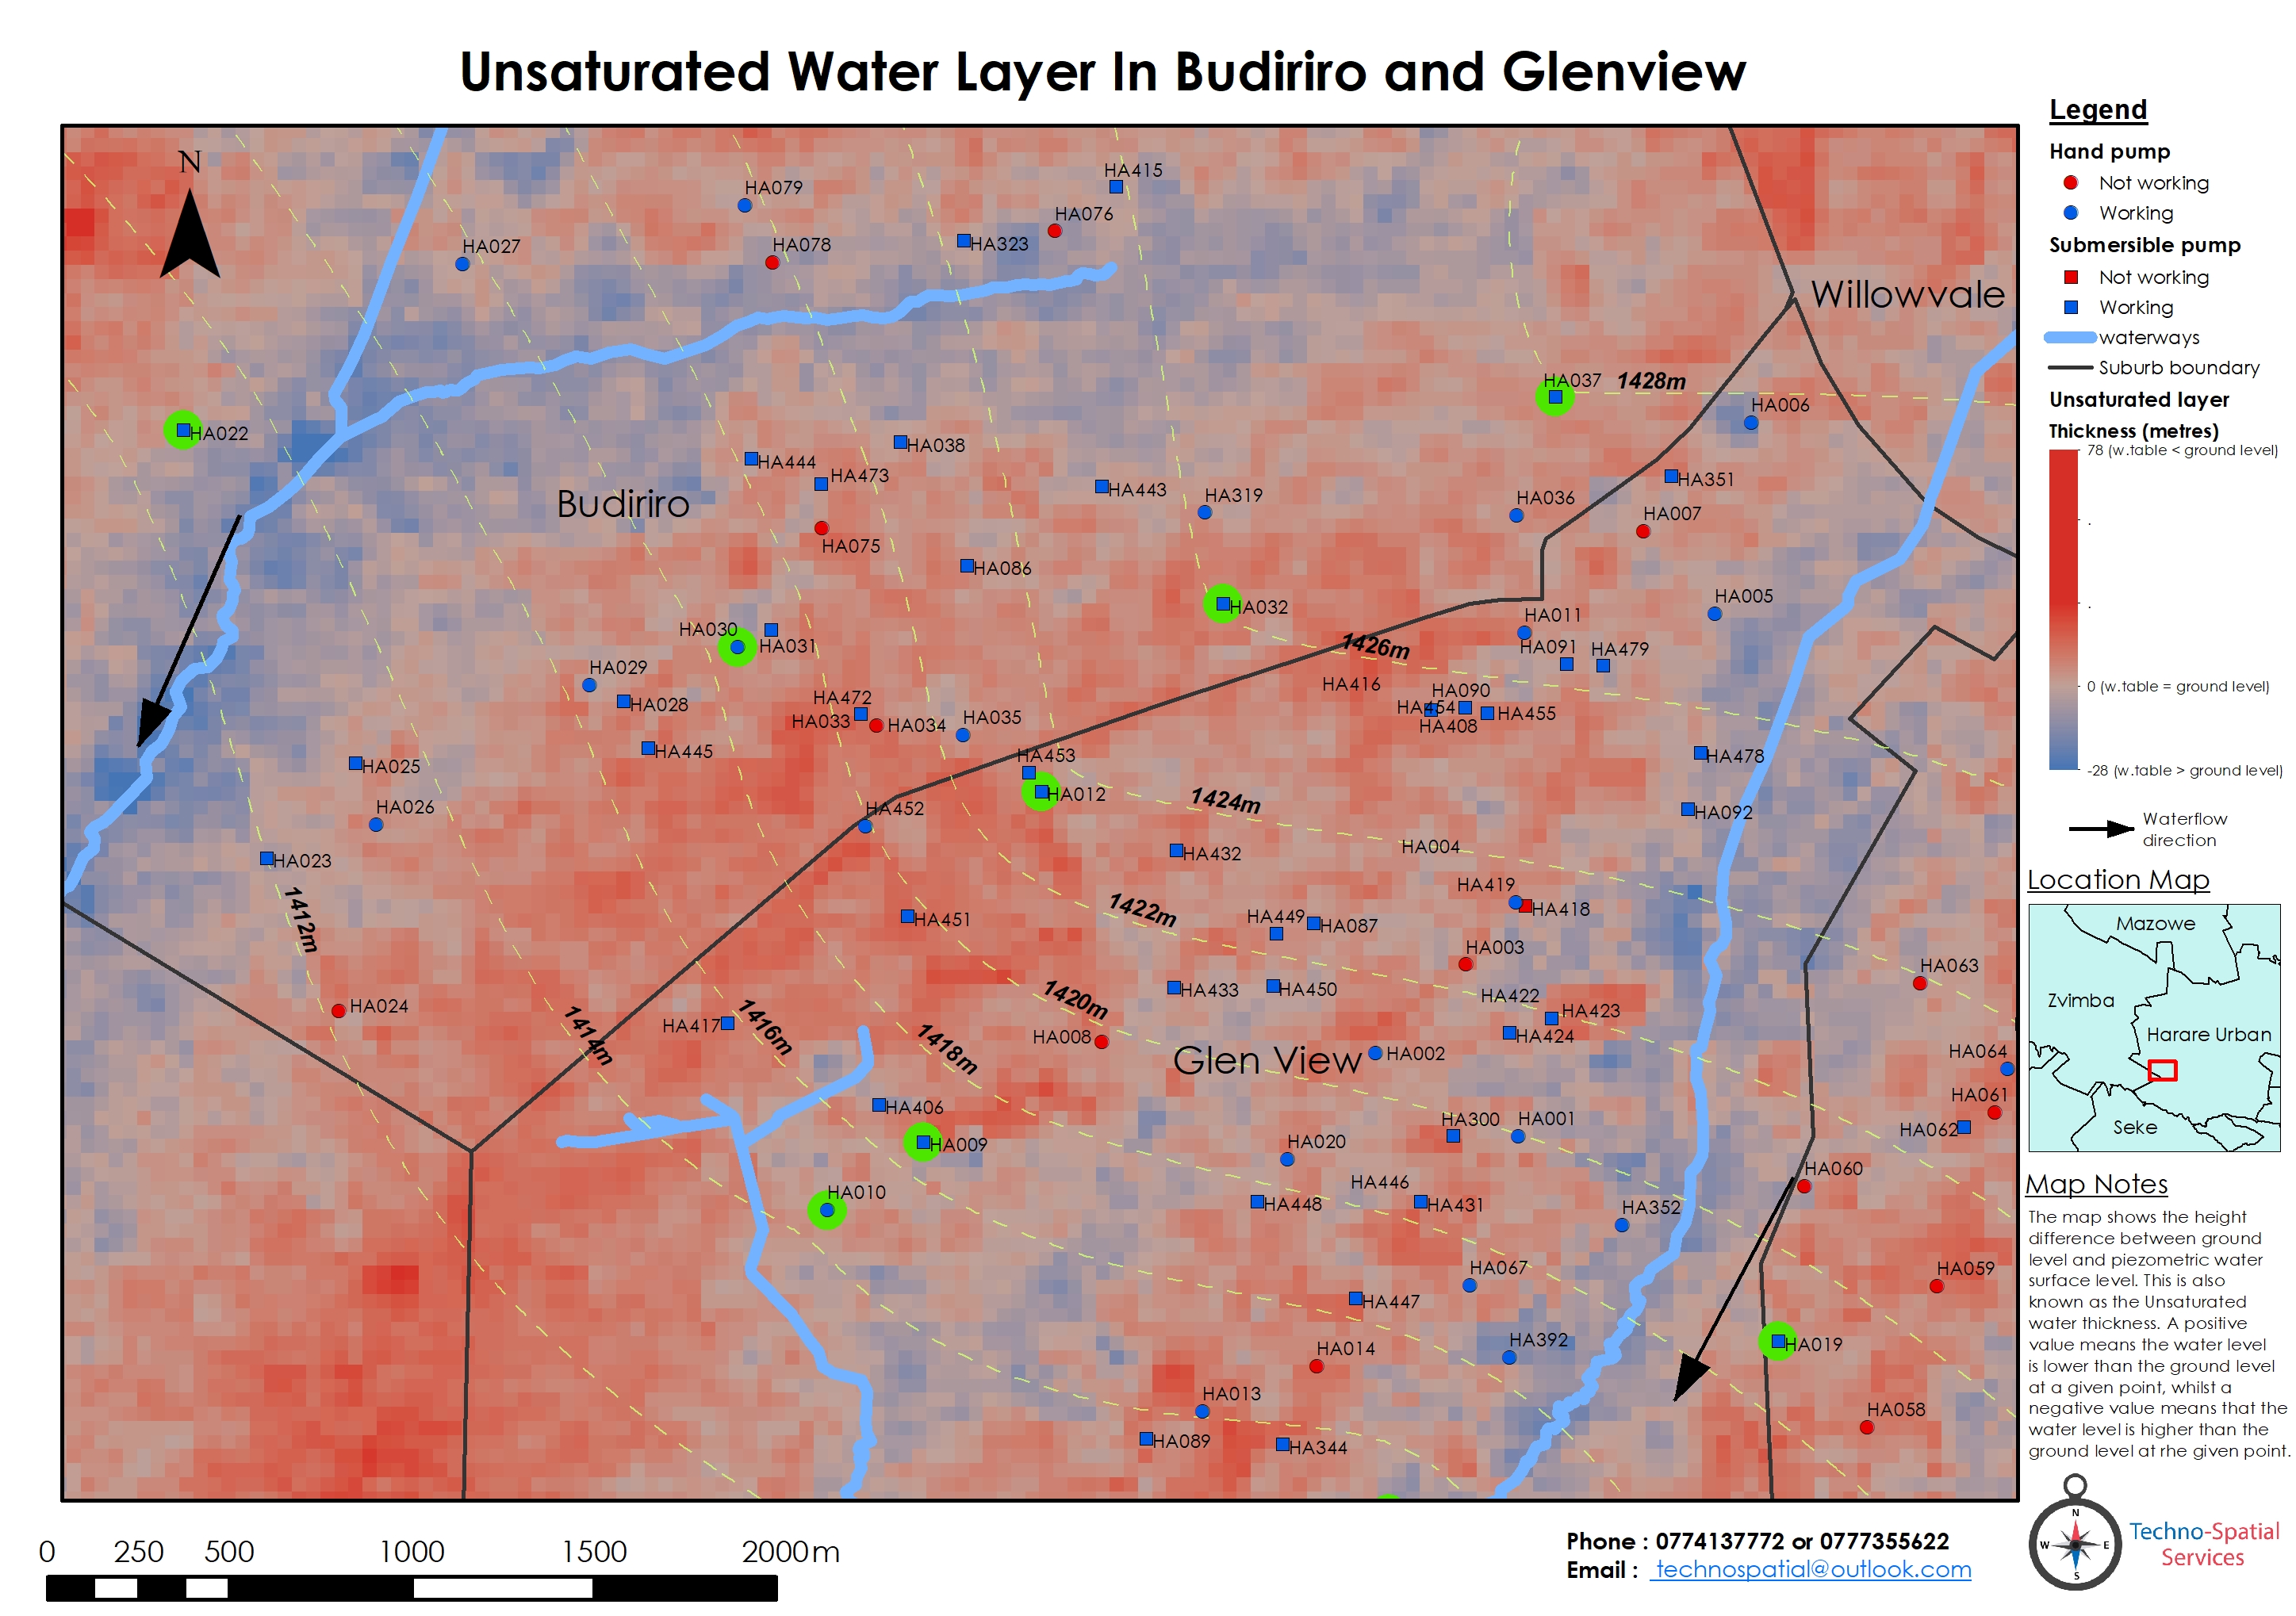 Unsaturated Water Layer In Budiriro and Glenview
N
HA415
HA079
HA076
HA027
HA078
HA323
Willowvale
HA037
1428m
HA006
HA022
HA038
HA444
HA473
HA443
HA319
HA351
HA036
HA007
Budiriro
HA075
HA086
HA005
HA032
HA011
HA030
HA031
1426m
HA091
HA479
HA029
HA416
HA090
HA028
HA472
HA454
HA455
HA033
HA034
HA035
HA408
HA445
HA453
HA478
HA025
HA012
1424m
HA026
HA452
HA092
HA432
HA004
HA023
HA419
HA418
1412m
HA451
1422m
HA449
HA087
HA003
HA063
HA433
HA450
HA422
1420m
HA024
HA423
1414m
HA417
1416m
1418m
HA008
HA424
Glen View
HA002
HA064
HA406
HA061
HA009
HA300
HA001
HA062
HA020
HA060
HA010
HA446
HA448
HA431
HA352
HA067
HA059
HA447
HA014
HA392
HA019
HA013
HA058
HA089
HA344
Legend
Hand pump
Not working
Working
Submersible pump
Not working
Working
waterways
Suburb boundary
Unsaturated layer
Thickness (metres)
78 (w.table < ground level)
.
.
0 (w.table = ground level)
-28 (w.table > ground level)
Waterflow
direction
Location Map
Mazowe
Zvimba
Harare Urban
Seke
Map Notes
The map shows the height
difference between ground
level and piezometric water
surface level. This is also
known as the Unsaturated
water thickness. A positive
value means the water level
is lower than the ground level
at a given point, whilst a
negative value means that the
water level is higher than the
ground level at rhe given point.
N
W
E
S
Techno-Spatial
Services
0 250 500 1000 1500 2000 m
Phone : 0774137772 or 0777355622
Email : technospatial@outlook.com